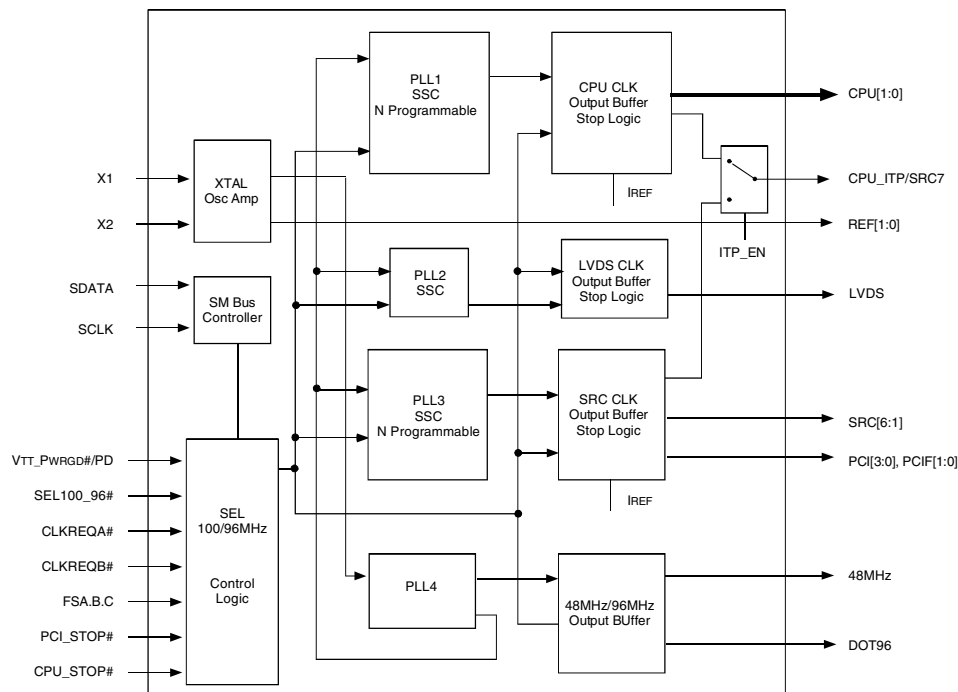 X1
X2
SDATA
SCLK
VTT_PWRGD#/PD
SEL100_96#
CLKREQA#
CLKREQB#
FSA.B.C
PCI_STOP#
CPU_STOP#
XTAL
Osc Amp
SM Bus
Controller
SEL
100/96MHz
Control
Logic
PLL1
SSC
N Programmable
PLL2
SSC
PLL3
SSC
N Programmable
PLL4
CPU CLK
Output Buffer
Stop Logic
IREF
LVDS CLK
Output Buffer
Stop Logic
SRC CLK
Output Buffer
Stop Logic
IREF
48MHz/96MHz
Output BUffer
ITP_EN
CPU[1:0]
CPU_ITP/SRC7
REF[1:0]
LVDS
SRC[6:1]
PCI[3:0], PCIF[1:0]
48MHz
DOT96